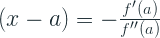 (x − a) = − f′(a) / f″(a)